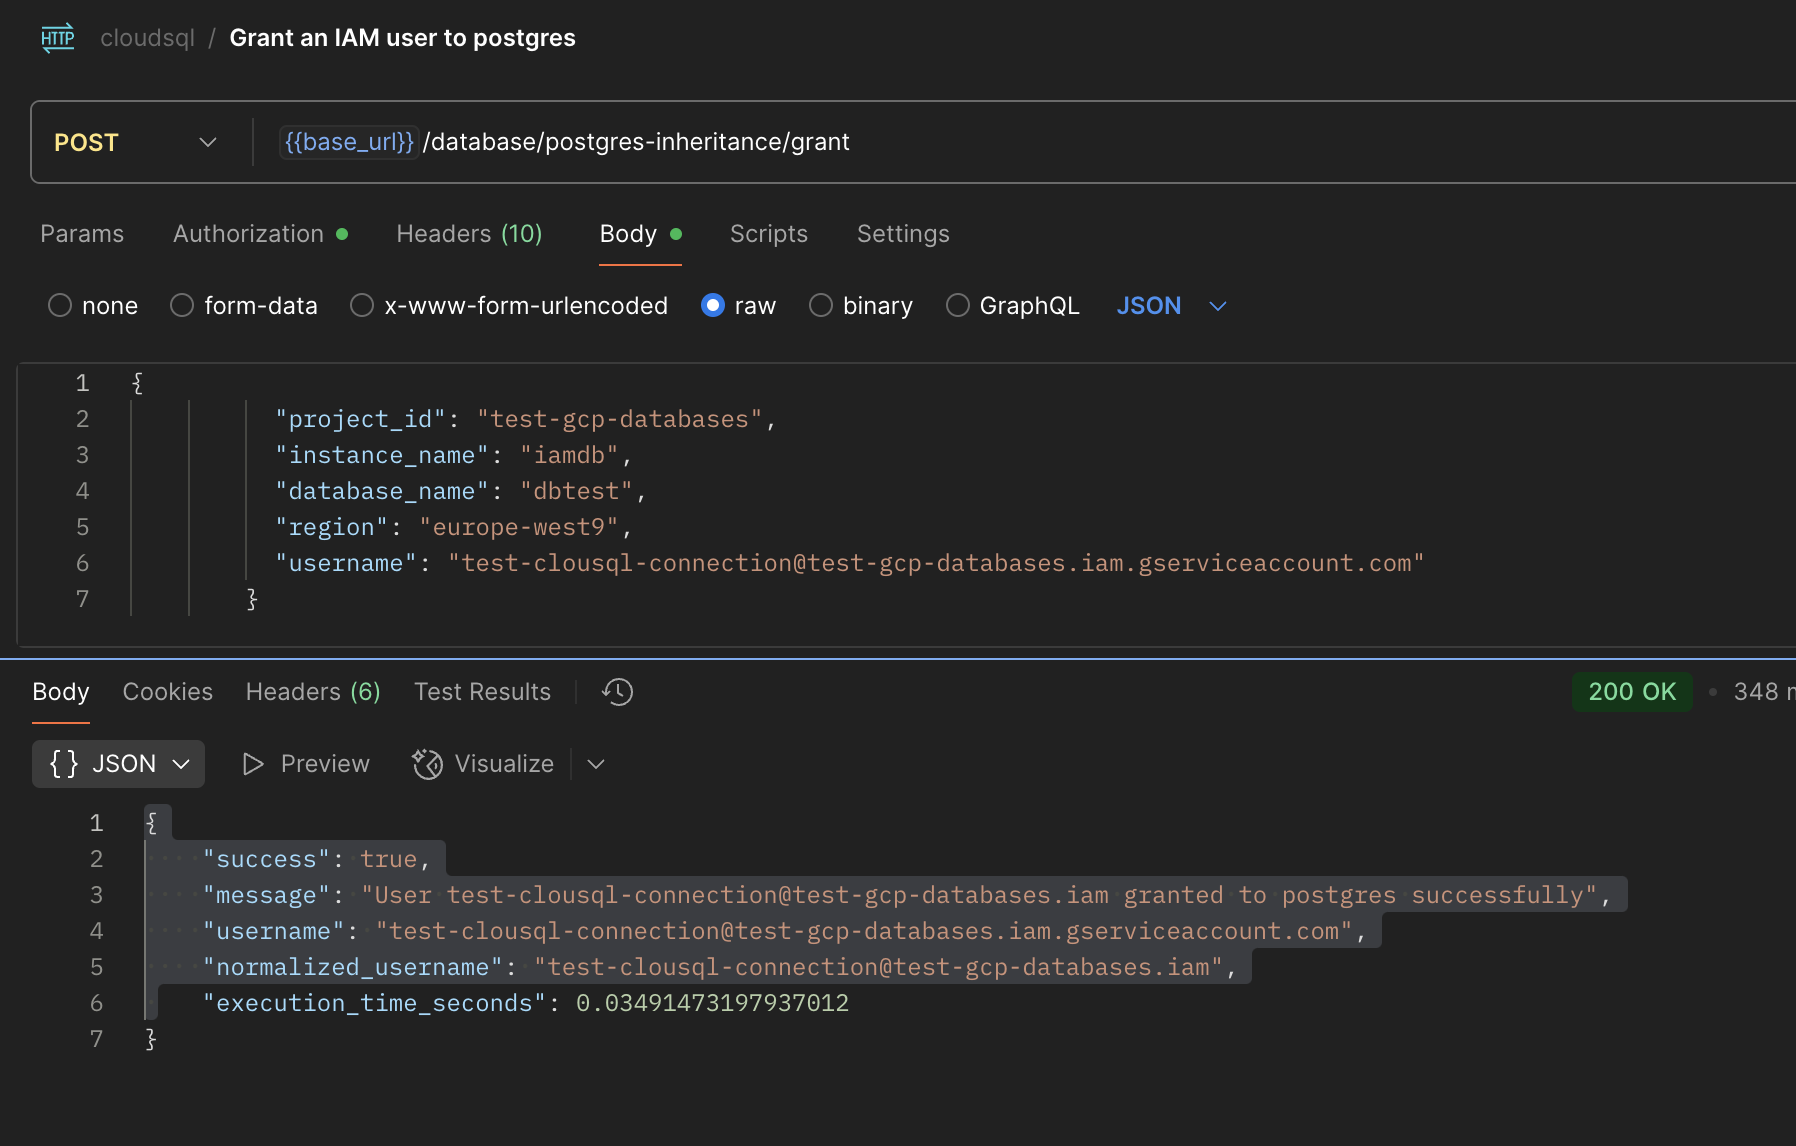 HTTP cloudsql / Grant an IAM user to postgres
POST {{base_url}}/database/postgres-inheritance/grant
Params Authorization Headers (10) Body Scripts Settings
none form-data x-www-form-urlencoded raw binary GraphQL JSON
1 {
2 "project_id": "test-gcp-databases",
3 "instance_name": "iamdb",
4 "database_name": "dbtest",
5 "region": "europe-west9",
6 "username": "test-clousql-connection@test-gcp-databases.iam.gserviceaccount.com"
7 }
Body Cookies Headers (6) Test Results 200 OK • 348 m
{} JSON Preview Visualize
1 {
2 "success": true,
3 "message": "User test-clousql-connection@test-gcp-databases.iam granted to postgres successfully",
4 "username": "test-clousql-connection@test-gcp-databases.iam.gserviceaccount.com",
5 "normalized_username": "test-clousql-connection@test-gcp-databases.iam",
6 "execution_time_seconds": 0.03491473197937012
7 }